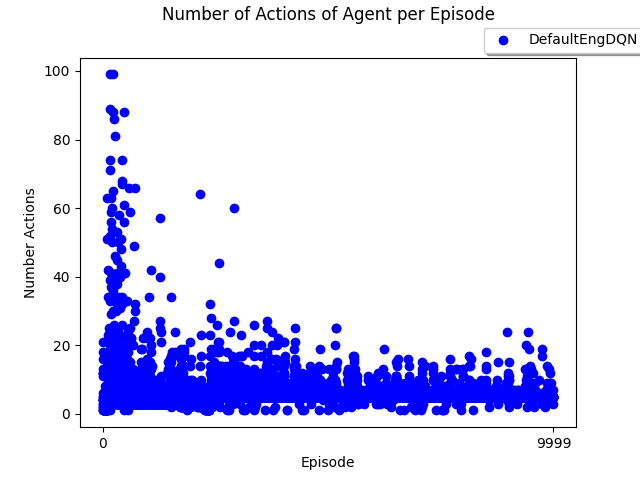 Number of Actions of Agent per Episode
DefaultEngDQN
100
80
60
40
20
0
Number Actions
0
9999
Episode